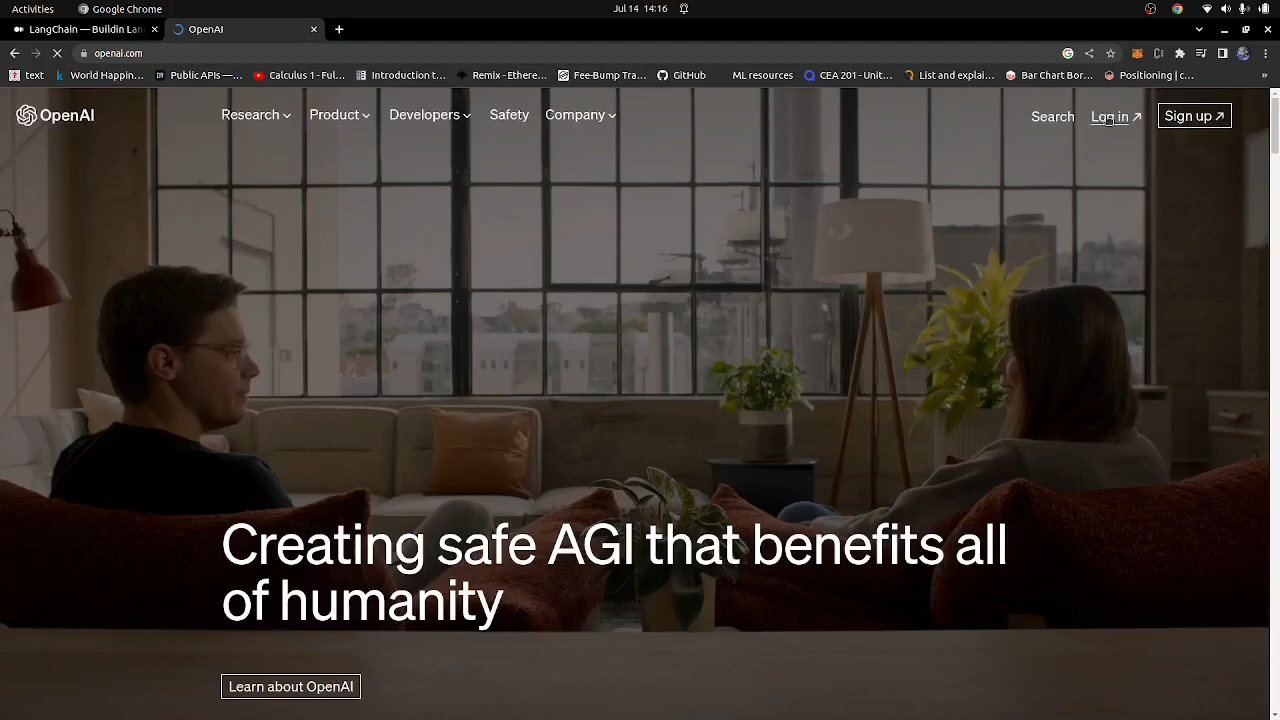 Activities
Google Chrome
Jul 14 14:16
LangChain — Buildin Lan
OpenAI
openai.com
text
World Happin...
Public APIs —...
Calculus 1 - Ful...
Introduction t...
Remix - Ethere...
Fee-Bump Tra...
GitHub
ML resources
CEA 201 - Unit...
List and explai...
Bar Chart Bor...
Positioning | c...
»
OpenAI
Research
Product
Developers
Safety
Company
Search
Log in ↗
Sign up ↗
Creating safe AGI that benefits all
of humanity
Learn about OpenAI